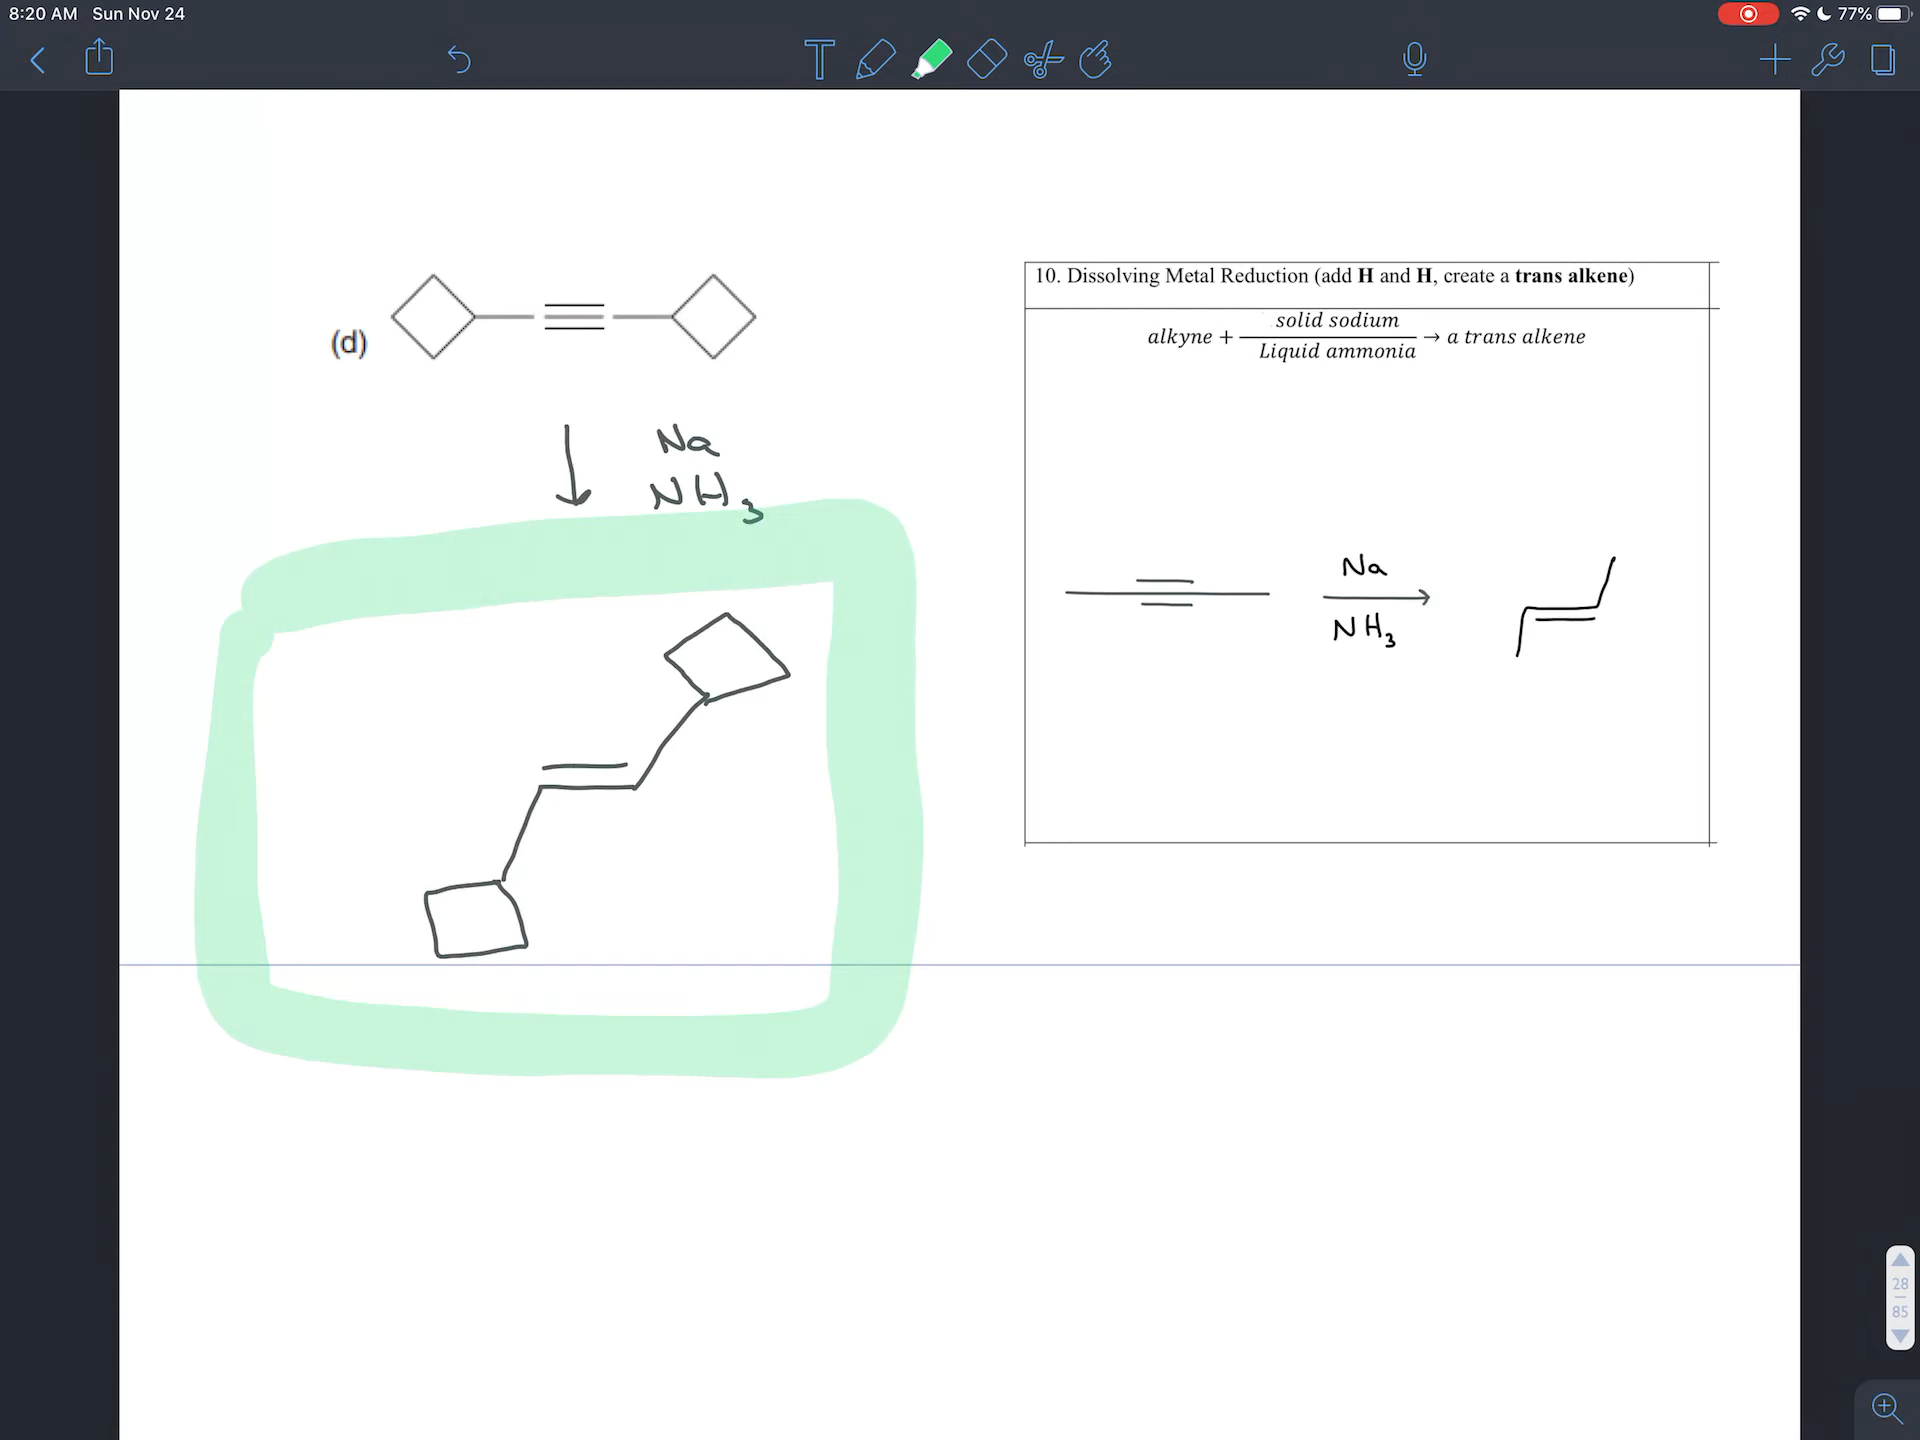 8:20 AM Sun Nov 24
77%
T
(d)
Na
NH₃
10. Dissolving Metal Reduction (add H and H, create a trans alkene)
alkyne + solid sodium / Liquid ammonia → a trans alkene
Na
NH₃
28
85